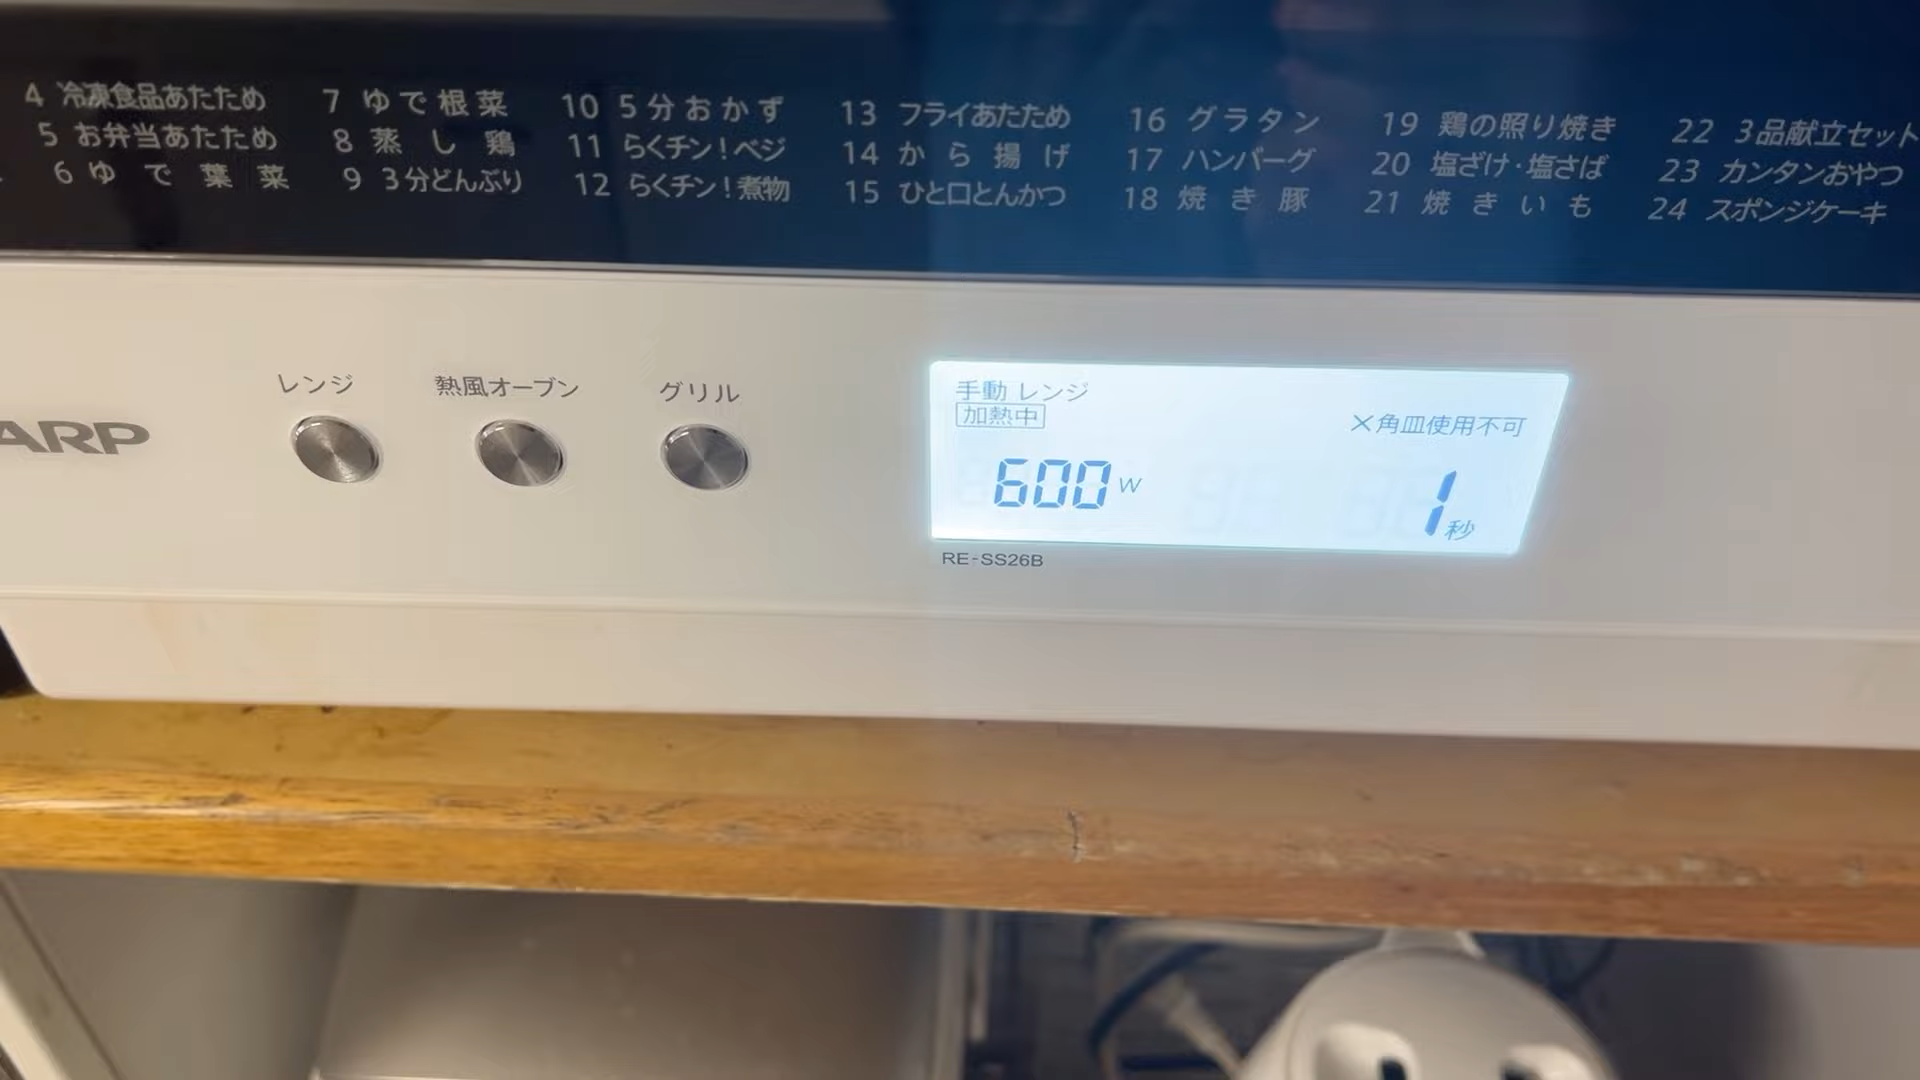 4 冷凍食品あたため
5 お弁当あたため
6 ゆで葉菜
7 ゆで根菜
8 蒸し鶏
9 3分どんぶり
10 5分おかず
11 らくチン!ベジ
12 らくチン!煮物
13 フライあたため
14 から揚げ
15 ひと口とんかつ
16 グラタン
17 ハンバーグ
18 焼き豚
19 鶏の照り焼き
20 塩ざけ・塩さば
21 焼きいも
22 3品献立セット
23 カンタンおやつ
24 スポンジケーキ
ARP
レンジ
熱風オーブン
グリル
手動 レンジ
加熱中
×角皿使用不可
600W
1秒
RE-SS26B